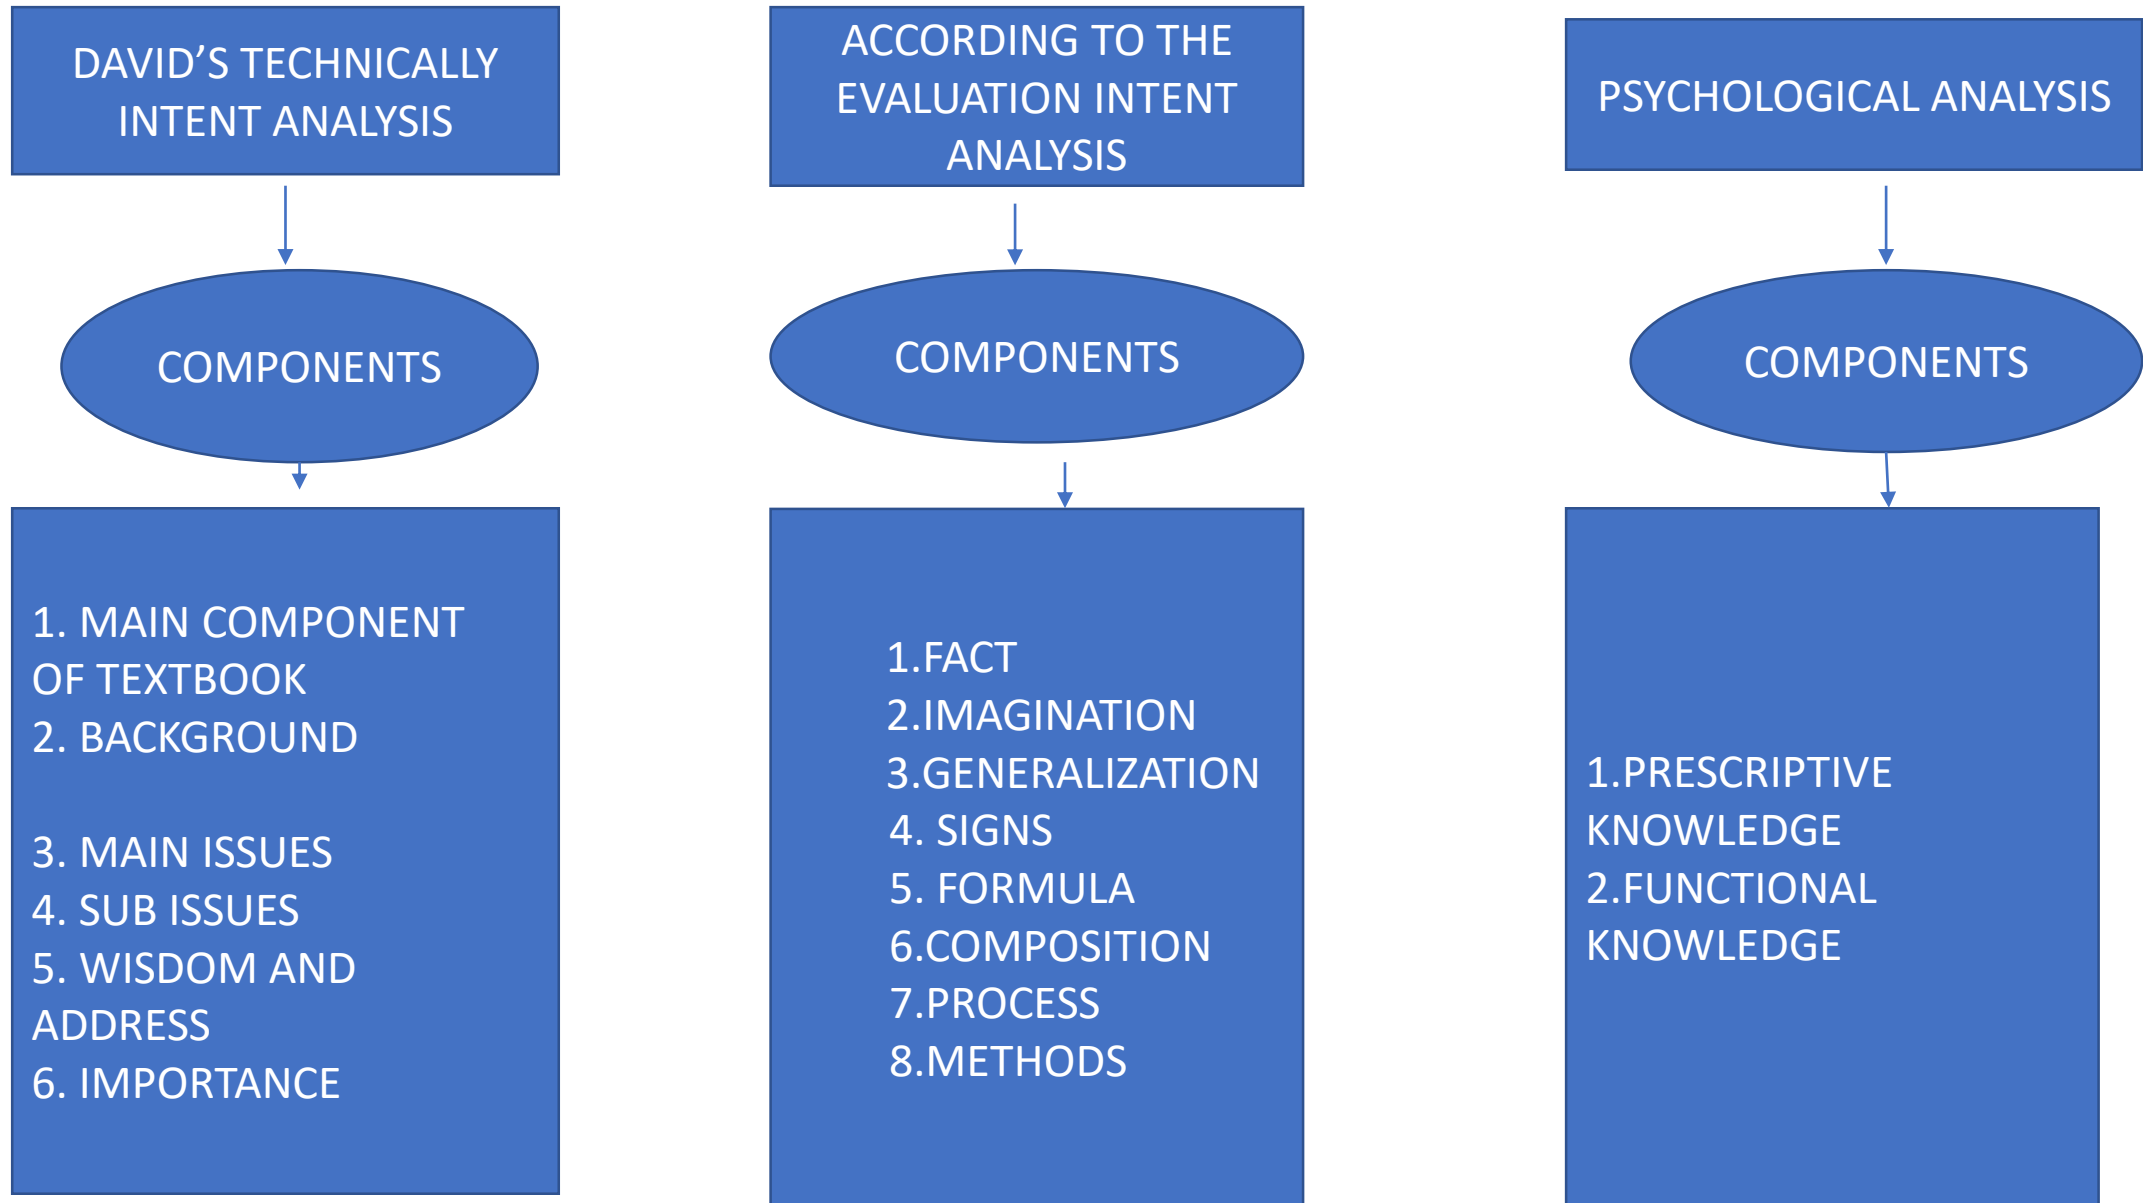 DAVID’S TECHNICALLY
INTENT ANALYSIS
COMPONENTS
1. MAIN COMPONENT
OF TEXTBOOK
2. BACKGROUND
3. MAIN ISSUES
4. SUB ISSUES
5. WISDOM AND
ADDRESS
6. IMPORTANCE
ACCORDING TO THE
EVALUATION INTENT
ANALYSIS
COMPONENTS
1.FACT
2.IMAGINATION
3.GENERALIZATION
4. SIGNS
5. FORMULA
6.COMPOSITION
7.PROCESS
8.METHODS
PSYCHOLOGICAL ANALYSIS
COMPONENTS
1.PRESCRIPTIVE
KNOWLEDGE
2.FUNCTIONAL
KNOWLEDGE